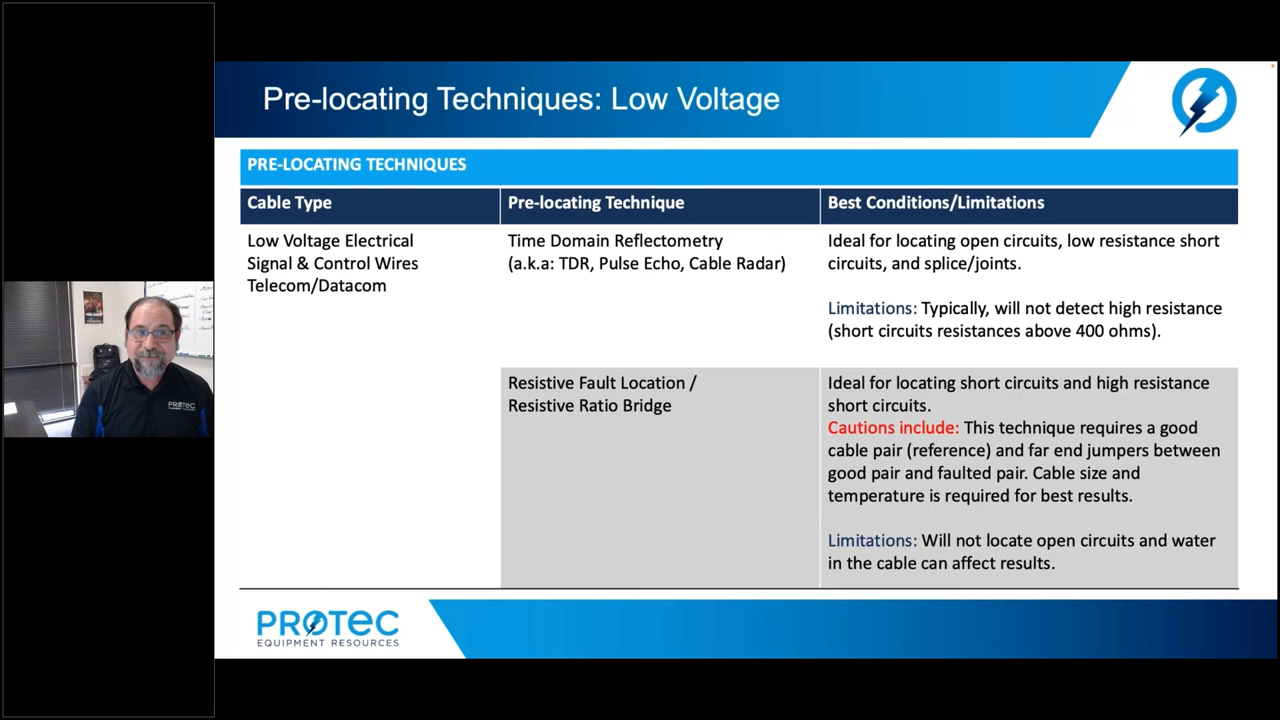 Pre-locating Techniques: Low Voltage
PRE-LOCATING TECHNIQUES
Cable Type
Pre-locating Technique
Best Conditions/Limitations
Low Voltage Electrical
Signal & Control Wires
Telecom/Datacom
Time Domain Reflectometry
(a.k.a: TDR, Pulse Echo, Cable Radar)
Ideal for locating open circuits, low resistance short
circuits, and splice/joints.
Limitations: Typically, will not detect high resistance
(short circuits resistances above 400 ohms).
Resistive Fault Location /
Resistive Ratio Bridge
Ideal for locating short circuits and high resistance
short circuits.
Cautions include: This technique requires a good
cable pair (reference) and far end jumpers between
good pair and faulted pair. Cable size and
temperature is required for best results.
Limitations: Will not locate open circuits and water
in the cable can affect results.
PROTEC
EQUIPMENT RESOURCES
PROTEC